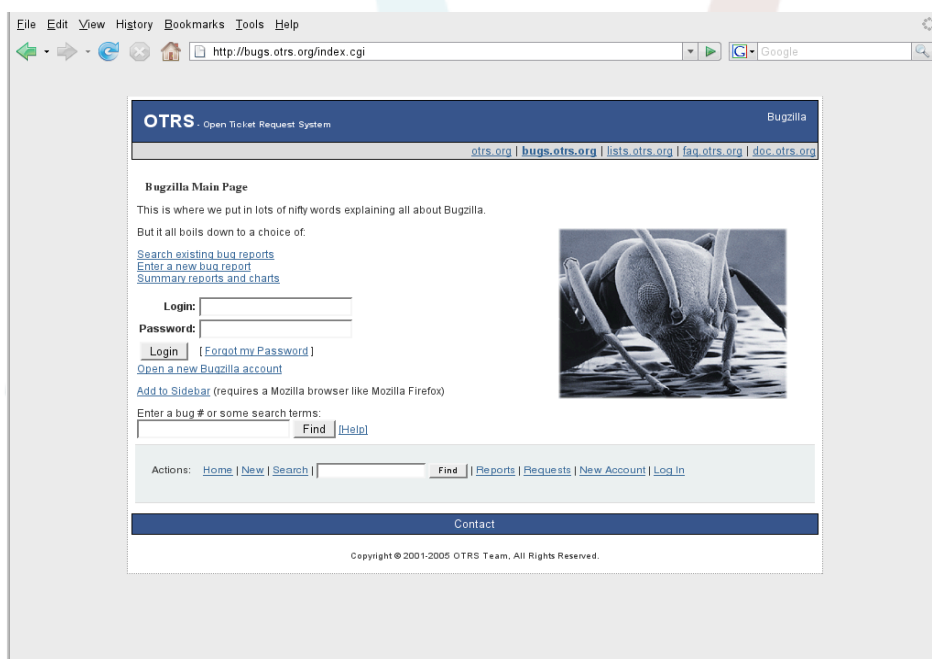 File Edit View History Bookmarks Tools Help
http://bugs.otrs.org/index.cgi G Google
OTRS - Open Ticket Request System Bugzilla
otrs.org | bugs.otrs.org | lists.otrs.org | faq.otrs.org | doc.otrs.org
Bugzilla Main Page
This is where we put in lots of nifty words explaining all about Bugzilla.
But it all boils down to a choice of:
Search existing bug reports
Enter a new bug report
Summary reports and charts
Login:
Password:
Login [ Forgot my Password ]
Open a new Bugzilla account
Add to Sidebar (requires a Mozilla browser like Mozilla Firefox)
Enter a bug # or some search terms:
Find [Help]
Actions: Home | New | Search | Find | Reports | Requests | New Account | Log In
Contact
Copyright © 2001-2005 OTRS Team, All Rights Reserved.